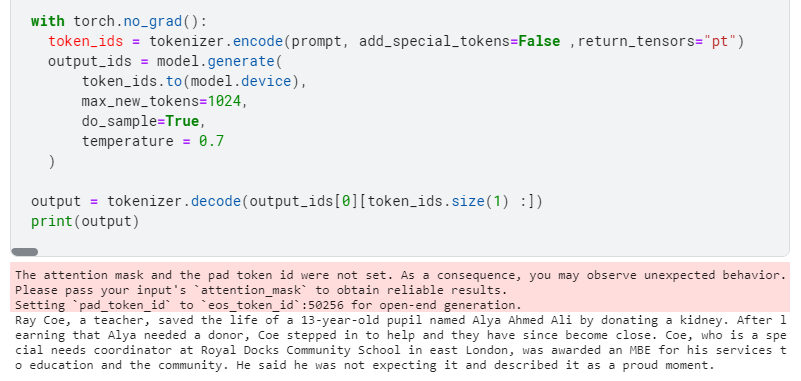 with torch.no_grad():
  token_ids = tokenizer.encode(prompt, add_special_tokens=False ,return_tensors="pt")
  output_ids = model.generate(
      token_ids.to(model.device),
      max_new_tokens=1024,
      do_sample=True,
      temperature = 0.7
  )

output = tokenizer.decode(output_ids[0][token_ids.size(1) :])
print(output)
The attention mask and the pad token id were not set. As a consequence, you may observe unexpected behavior.
Please pass your input's `attention_mask` to obtain reliable results.
Setting `pad_token_id` to `eos_token_id`:50256 for open-end generation.
Ray Coe, a teacher, saved the life of a 13-year-old pupil named Alya Ahmed Ali by donating a kidney. After l
earning that Alya needed a donor, Coe stepped in to help and they have since become close. Coe, who is a spe
cial needs coordinator at Royal Docks Community School in east London, was awarded an MBE for his services t
o education and the community. He said he was not expecting it and described it as a proud moment.